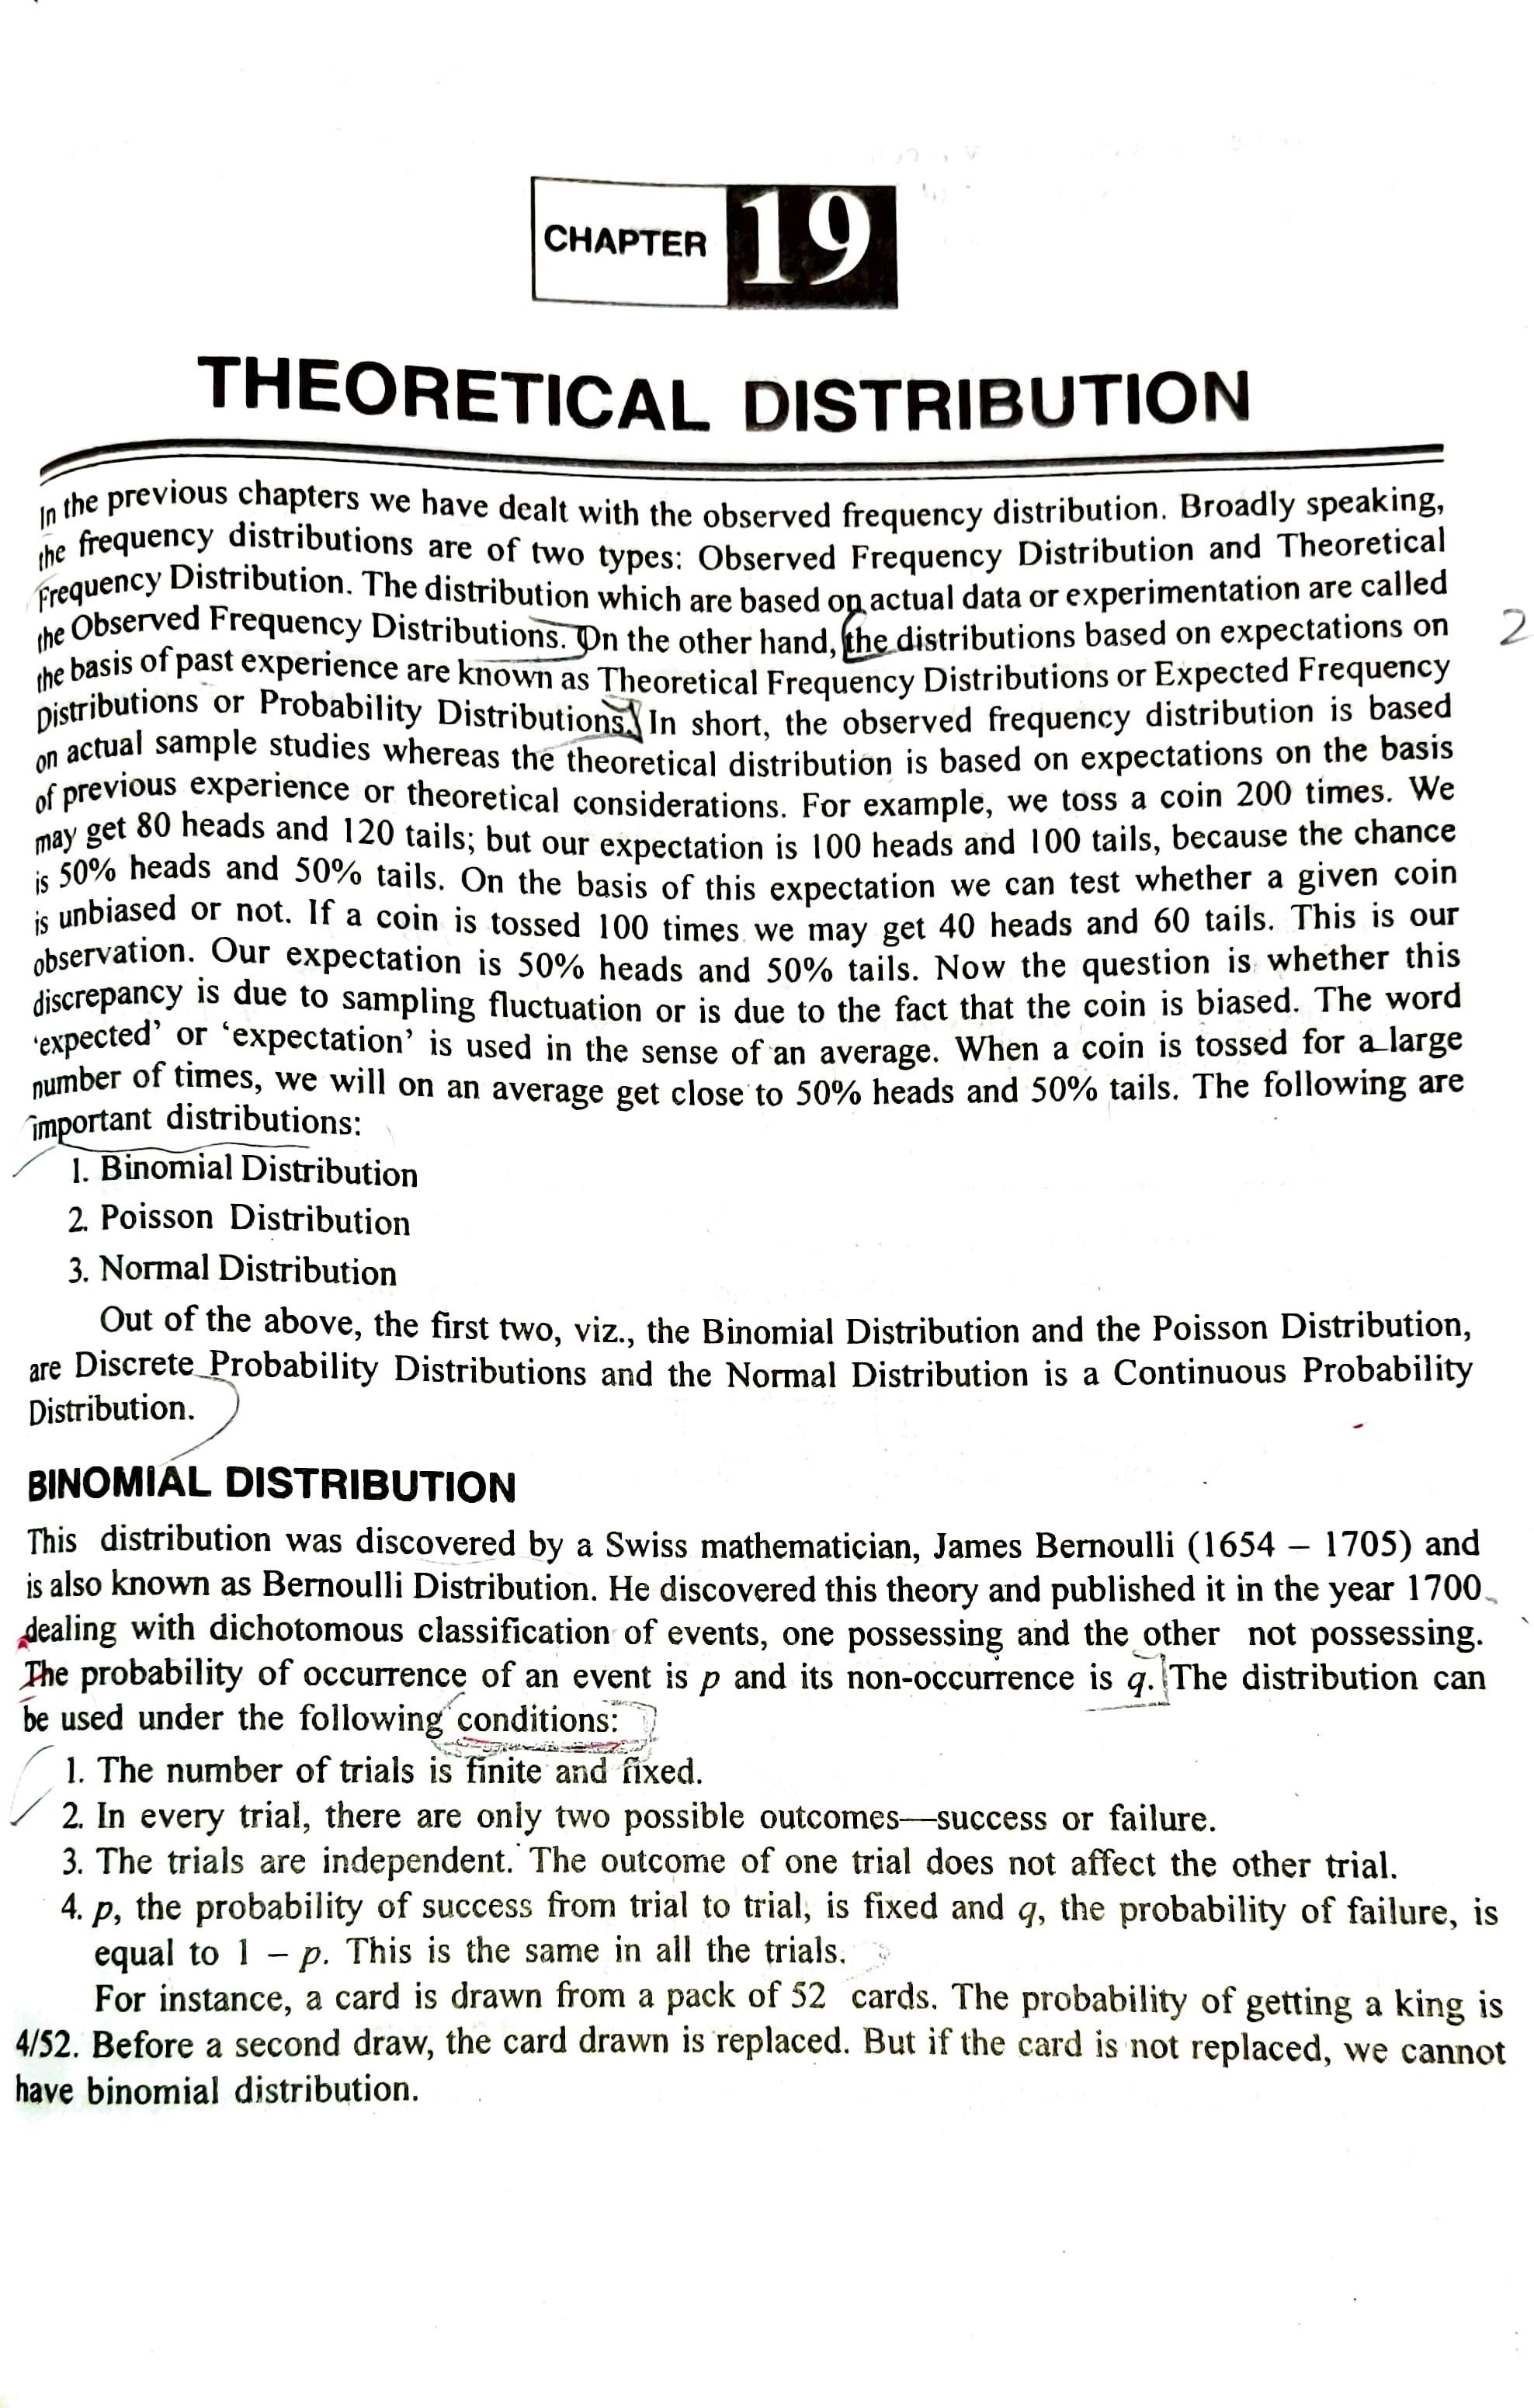 CHAPTER 19
THEORETICAL DISTRIBUTION
In the previous chapters we have dealt with the observed frequency distribution. Broadly speaking,
the frequency distributions are of two types: Observed Frequency Distribution and Theoretical
Frequency Distribution. The distribution which are based on actual data or experimentation are called
the Observed Frequency Distributions. On the other hand, the distributions based on expectations on
2
the basis of past experience are known as Theoretical Frequency Distributions or Expected Frequency
Distributions or Probability Distributions. In short, the observed frequency distribution is based
on actual sample studies whereas the theoretical distribution is based on expectations on the basis
of previous experience or theoretical considerations. For example, we toss a coin 200 times. We
may get 80 heads and 120 tails; but our expectation is 100 heads and 100 tails, because the chance
is 50% heads and 50% tails. On the basis of this expectation we can test whether a given coin
is unbiased or not. If a coin is tossed 100 times we may get 40 heads and 60 tails. This is our
observation. Our expectation is 50% heads and 50% tails. Now the question is whether this
discrepancy is due to sampling fluctuation or is due to the fact that the coin is biased. The word
‘expected’ or ‘expectation’ is used in the sense of an average. When a coin is tossed for a large
number of times, we will on an average get close to 50% heads and 50% tails. The following are
important distributions:
1. Binomial Distribution
2. Poisson Distribution
3. Normal Distribution
Out of the above, the first two, viz., the Binomial Distribution and the Poisson Distribution,
are Discrete Probability Distributions and the Normal Distribution is a Continuous Probability
Distribution.
BINOMIAL DISTRIBUTION
This distribution was discovered by a Swiss mathematician, James Bernoulli (1654 – 1705) and
is also known as Bernoulli Distribution. He discovered this theory and published it in the year 1700
dealing with dichotomous classification of events, one possessing and the other not possessing.
The probability of occurrence of an event is p and its non-occurrence is q. The distribution can
be used under the following conditions:
1. The number of trials is finite and fixed.
2. In every trial, there are only two possible outcomes—success or failure.
3. The trials are independent. The outcome of one trial does not affect the other trial.
4. p, the probability of success from trial to trial, is fixed and q, the probability of failure, is
equal to 1 – p. This is the same in all the trials.
For instance, a card is drawn from a pack of 52 cards. The probability of getting a king is
4/52. Before a second draw, the card drawn is replaced. But if the card is not replaced, we cannot
have binomial distribution.